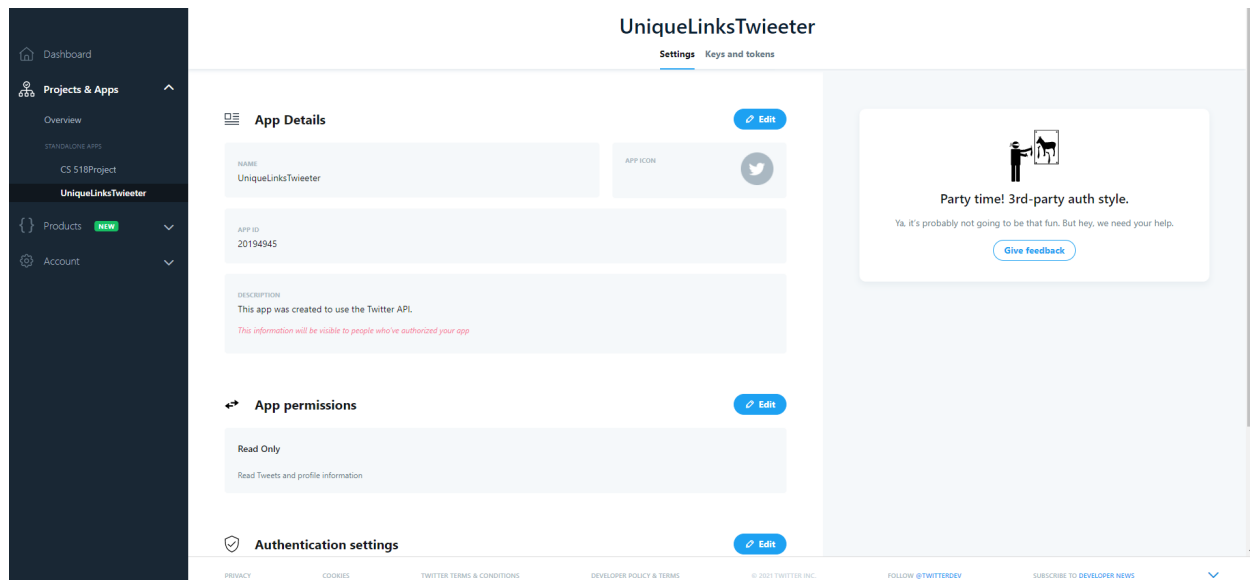 UniqueLinksTwieeter
Settings Keys and tokens
Dashboard
Projects & Apps
Overview
STANDALONE APPS
CS 518Project
UniqueLinksTwieeter
Products NEW
Account
App Details
Edit
NAME
UniqueLinksTwieeter
APP ICON
APP ID
20194945
DESCRIPTION
This app was created to use the Twitter API.
This information will be visible to people who've authorized your app
App permissions
Edit
Read Only
Read Tweets and profile information
Authentication settings
Edit
Party time! 3rd-party auth style.
Ya, it's probably not going to be that fun. But hey, we need your help.
Give feedback
PRIVACY COOKIES TWITTER TERMS & CONDITIONS DEVELOPER POLICY & TERMS © 2021 TWITTER INC. FOLLOW @TWITTERDEV SUBSCRIBE TO DEVELOPER NEWS